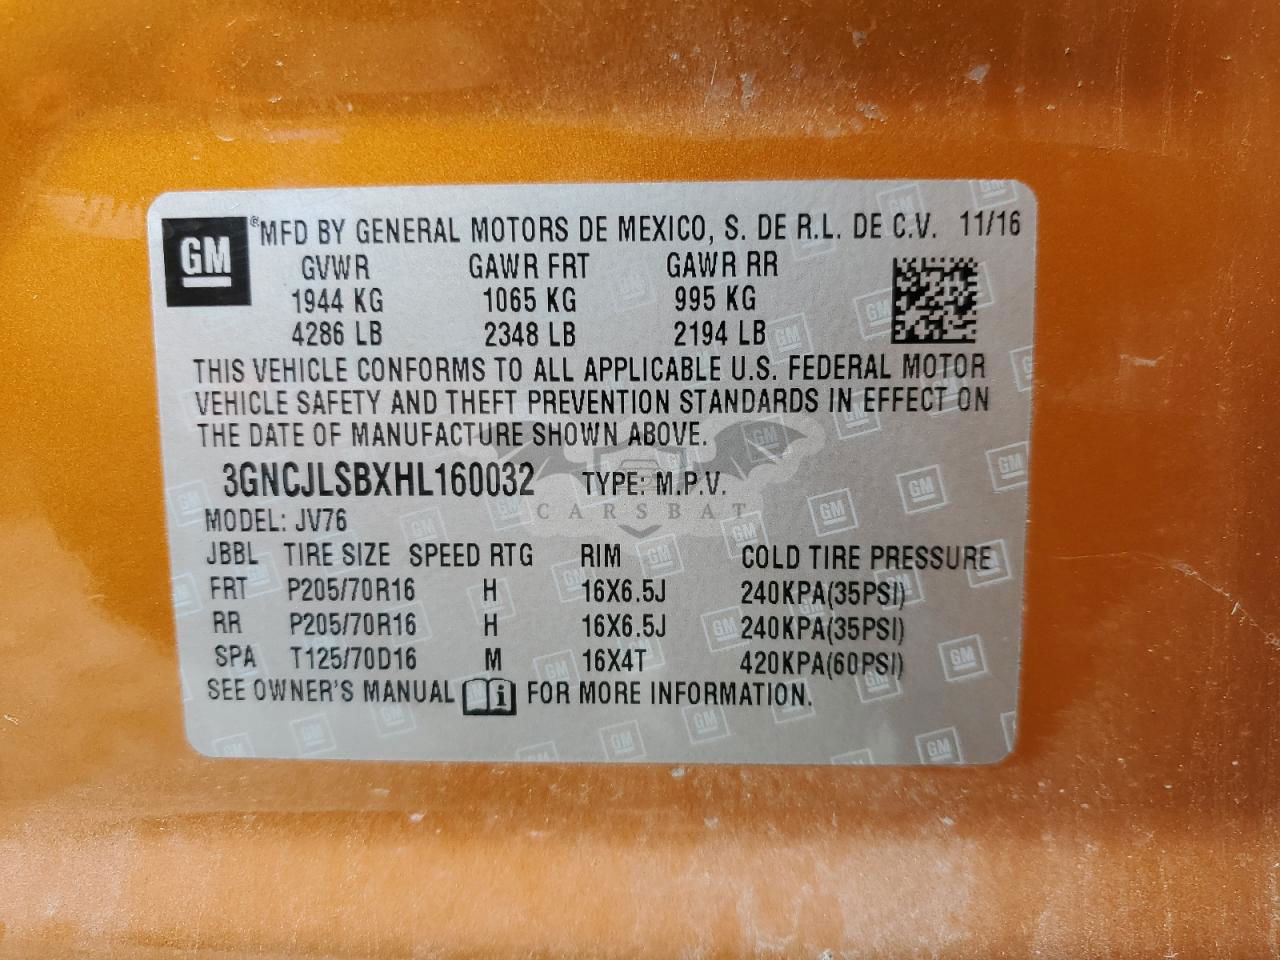 GM ®MFD BY GENERAL MOTORS DE MEXICO, S. DE R.L. DE C.V. 11/16
GVWR GAWR FRT GAWR RR
1944 KG 1065 KG 995 KG
4286 LB 2348 LB 2194 LB
THIS VEHICLE CONFORMS TO ALL APPLICABLE U.S. FEDERAL MOTOR
VEHICLE SAFETY AND THEFT PREVENTION STANDARDS IN EFFECT ON
THE DATE OF MANUFACTURE SHOWN ABOVE.
3GNCJLSBXHL160032 TYPE: M.P.V.
CARSBAT
MODEL: JV76
JBBL TIRE SIZE SPEED RTG RIM COLD TIRE PRESSURE
FRT P205/70R16 H 16X6.5J 240KPA(35PSI)
RR P205/70R16 H 16X6.5J 240KPA(35PSI)
SPA T125/70D16 M 16X4T 420KPA(60PSI)
SEE OWNER'S MANUAL FOR MORE INFORMATION.